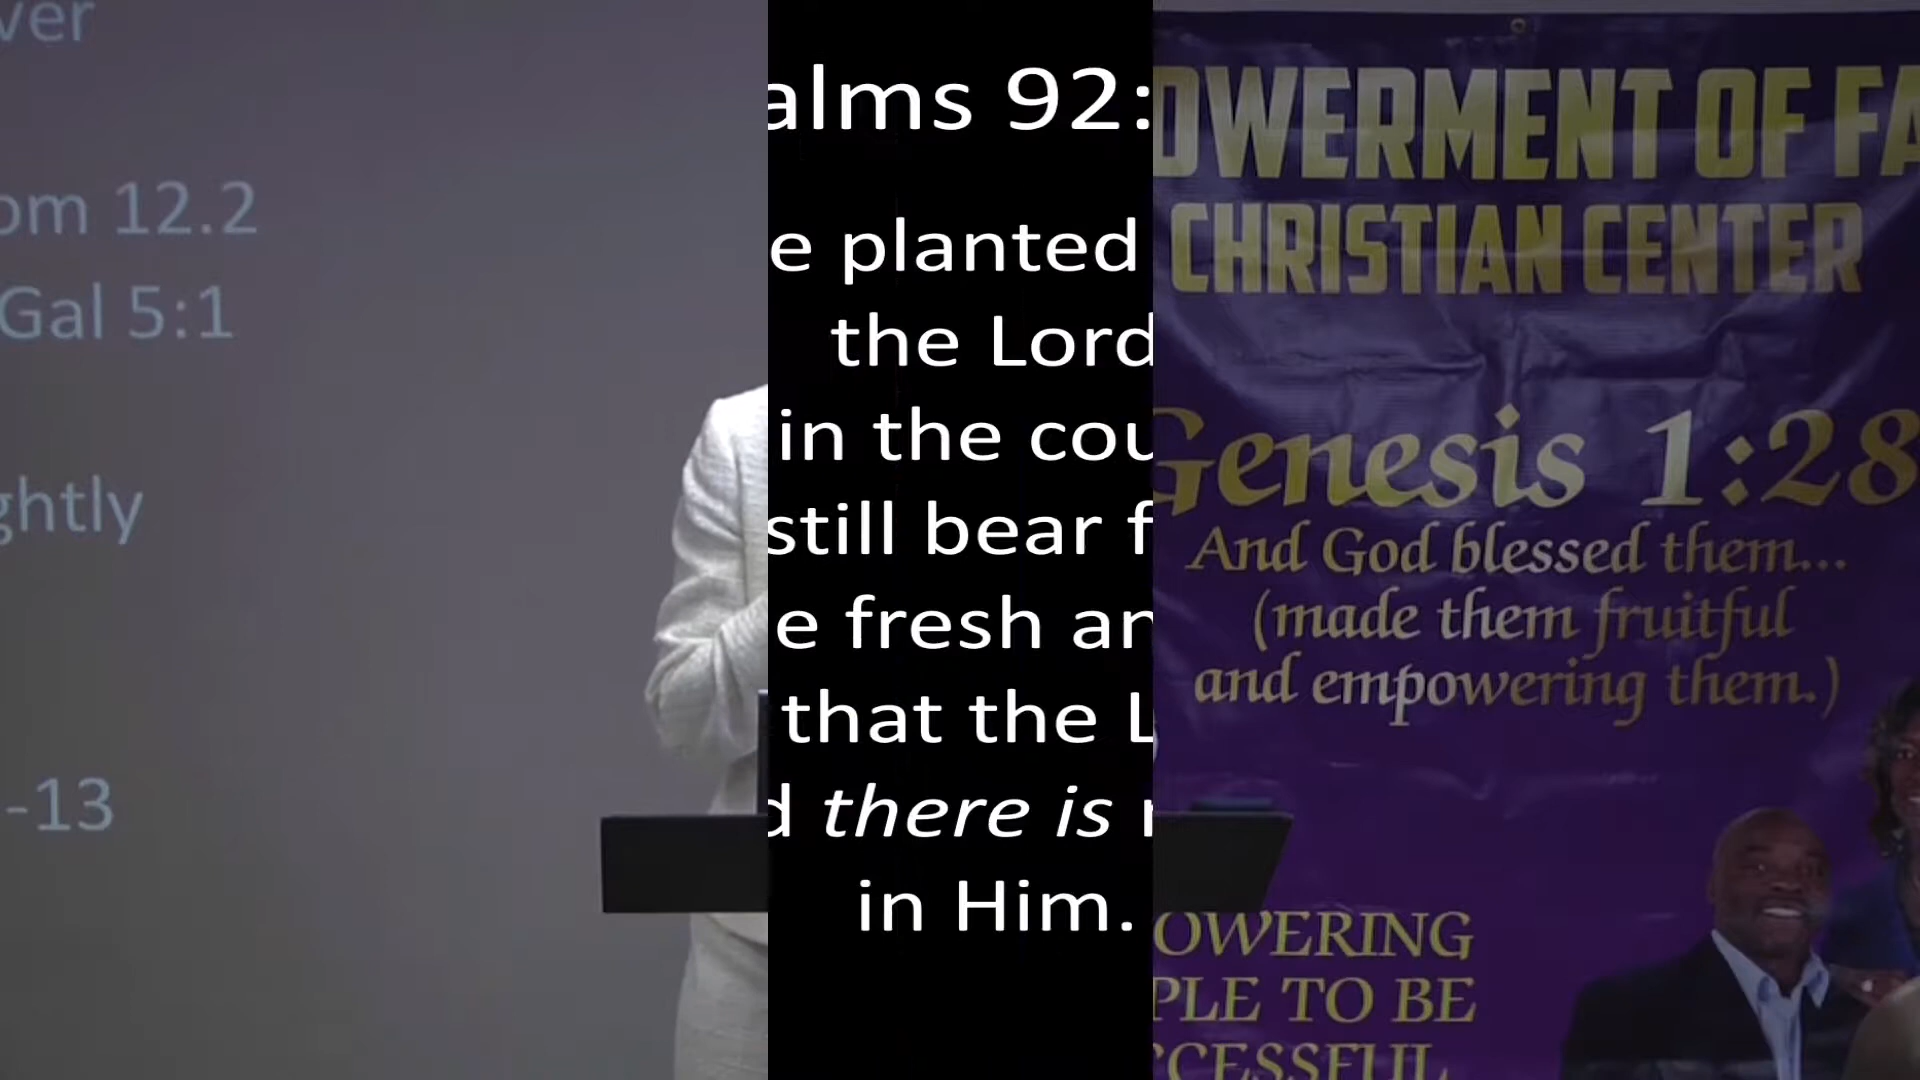 ver
om 12.2
Gal 5:1
ghtly
-13
alms 92:
e planted
the Lord
in the cou
still bear f
e fresh an
that the L
d there is r
in Him.
OWERMENT OF FA
CHRISTIAN CENTER
Genesis 1:28
And God blessed them...
(made them fruitful
and empowering them.)
OWERING
PLE TO BE
CCESSFUL